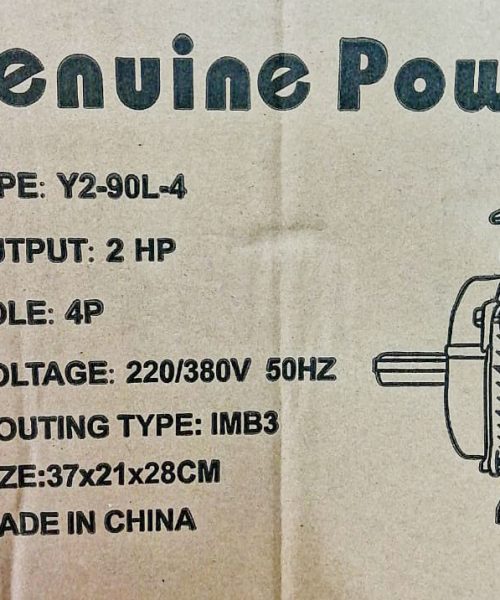 enuine Pow
PE: Y2-90L-4
UTPUT: 2 HP
OLE: 4P
OLTAGE: 220/380V 50HZ
OUTING TYPE: IMB3
ZE:37x21x28CM
ADE IN CHINA